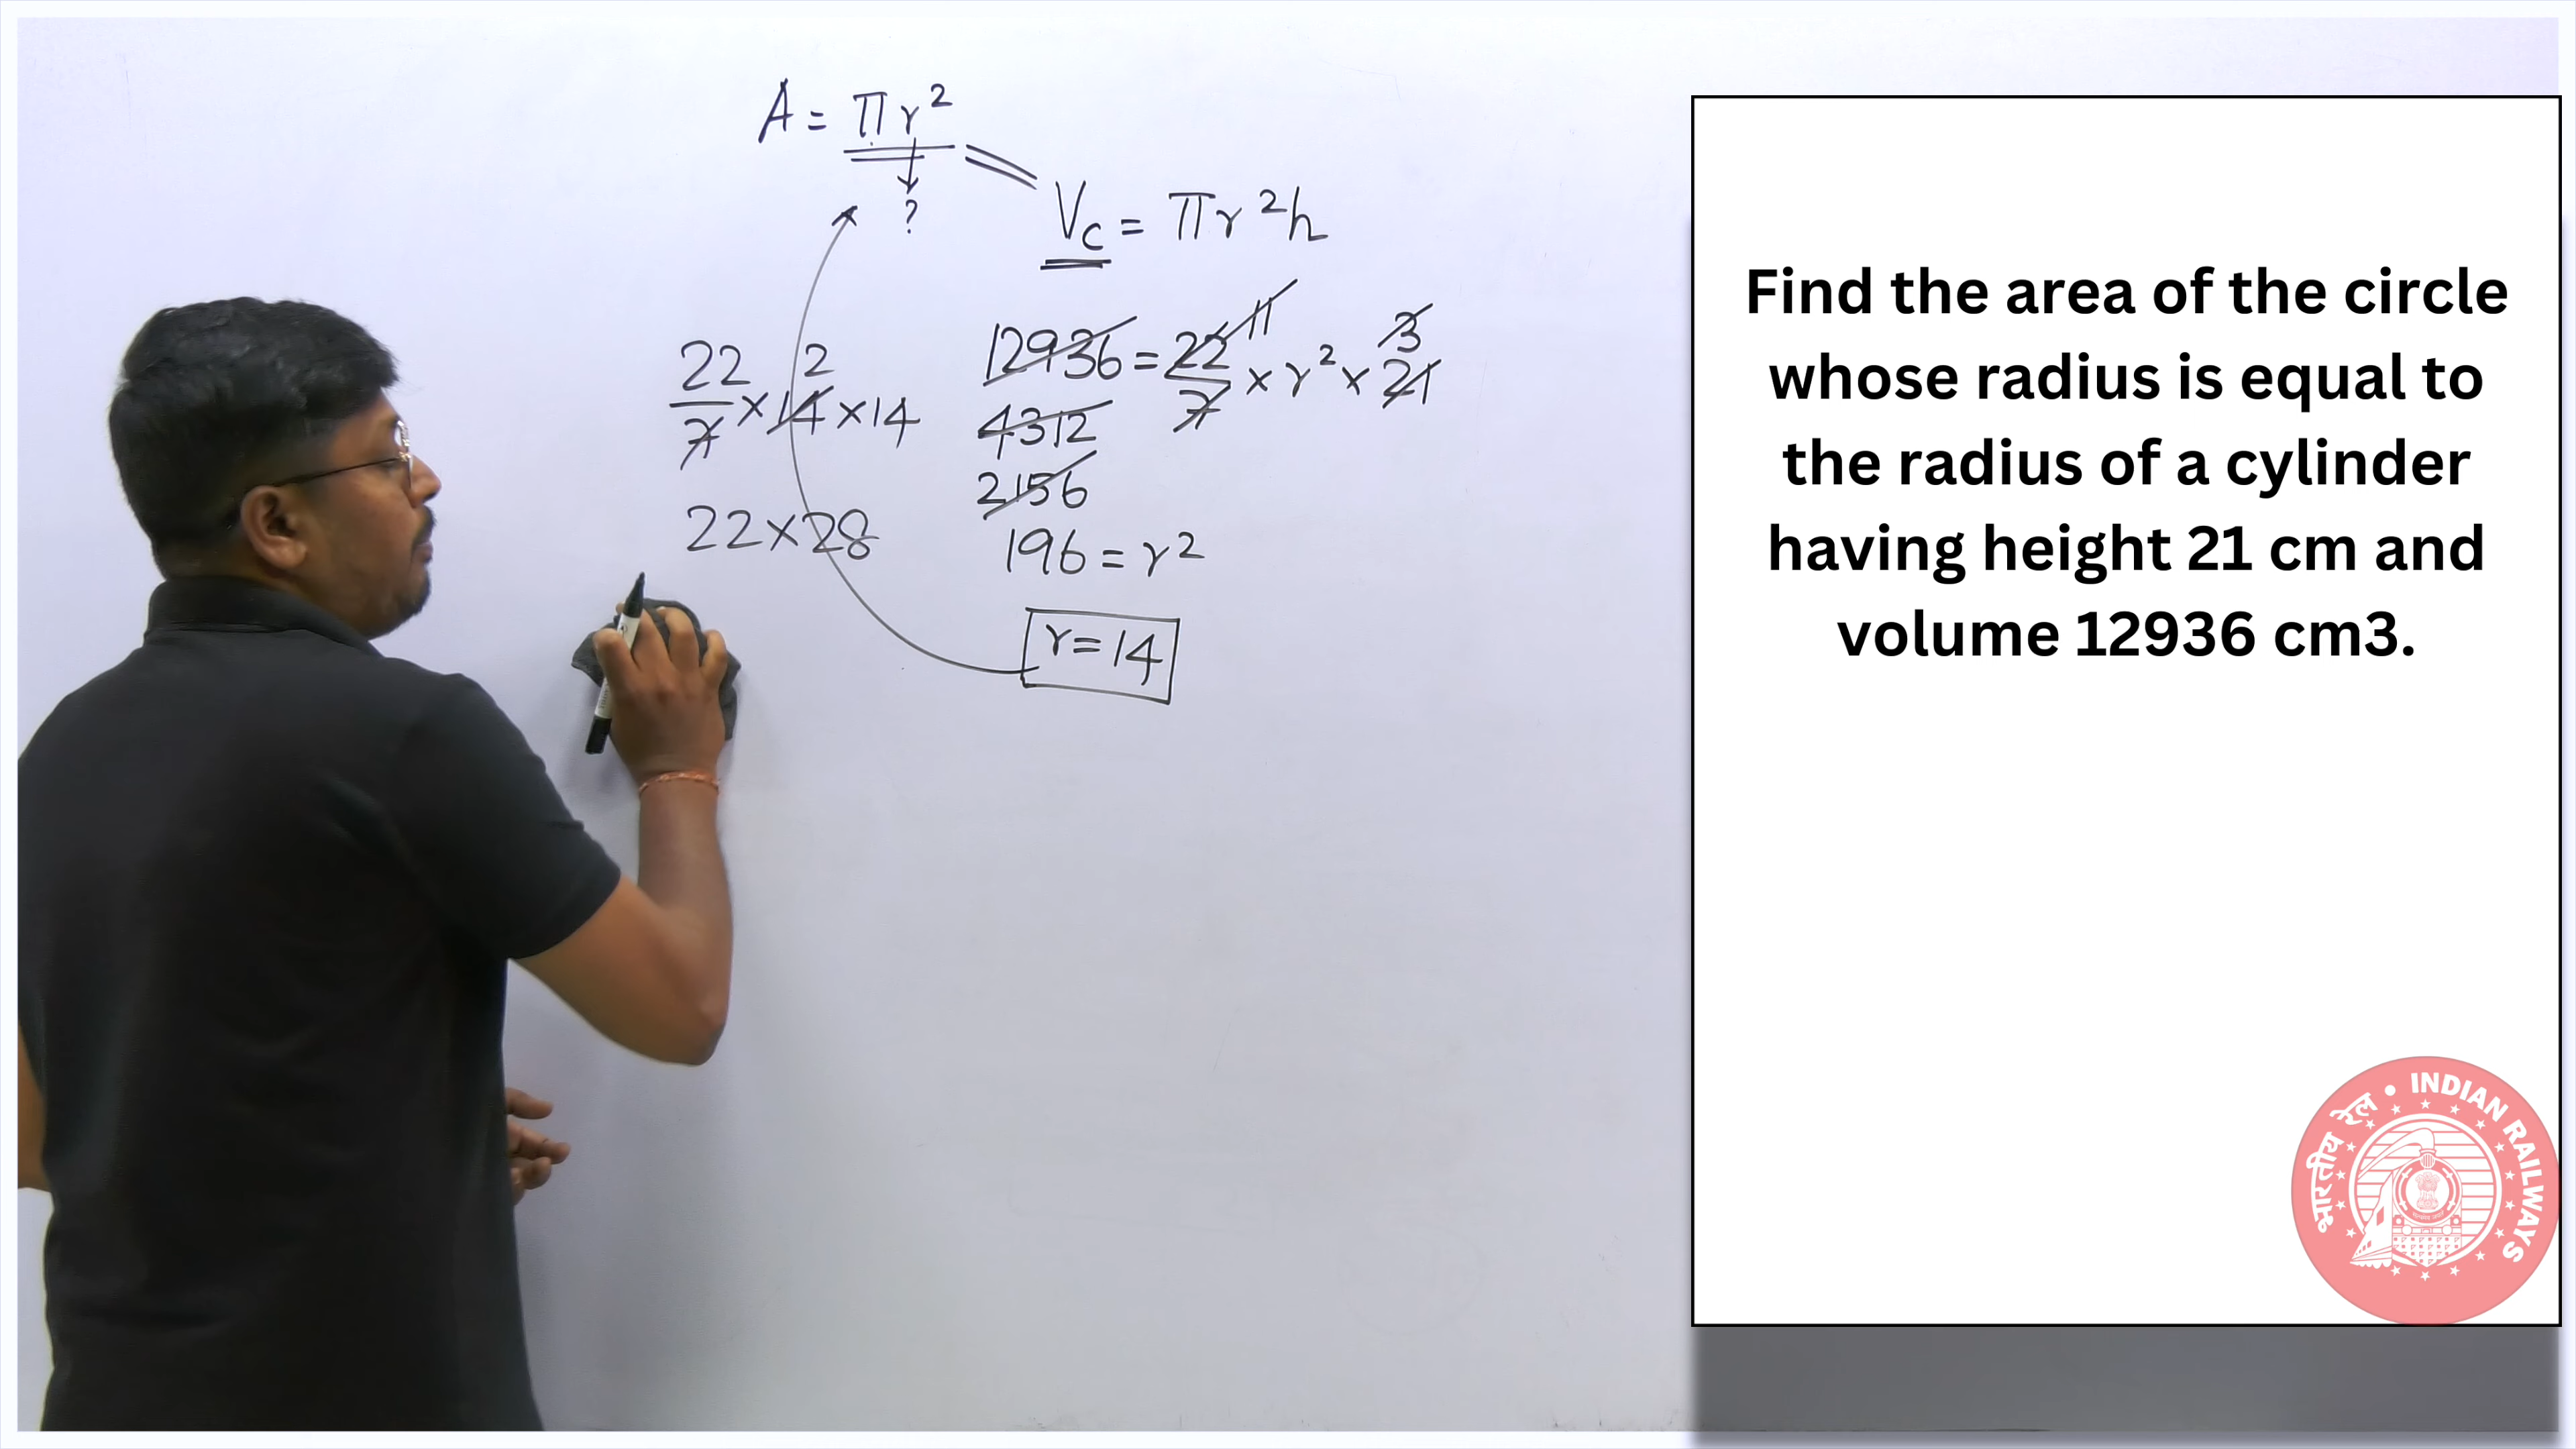 A = πr²
?
V_c = πr²h
12936 = 22/7 × r² × 21
11
3
4312
2156
196 = r²
r = 14
22/7 × 14 × 14
2
22×28
Find the area of the circle
whose radius is equal to
the radius of a cylinder
having height 21 cm and
volume 12936 cm3.
भारतीय रेल • INDIAN RAILWAYS